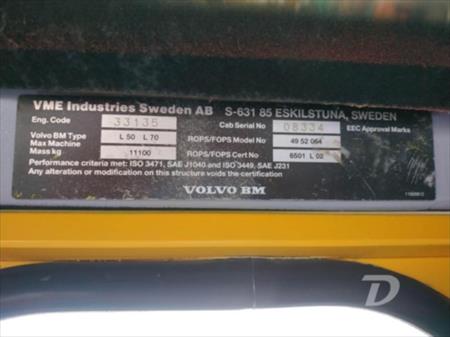 VME Industries Sweden AB S-631 85 ESKILSTUNA, SWEDEN
Eng. Code 33135 Cab Serial No 08334 EEC Approval Marks
Volvo BM Type L 50 L 70 ROPS/FOPS Model No 49 52 064
Max Machine Mass kg 11100 ROPS/FOPS Cert No 6501 L 02
Performance criteria met: ISO 3471, SAE J1040 and ISO 3449, SAE J231
Any alteration or modification on this structure voids the certification
VOLVO BM
D